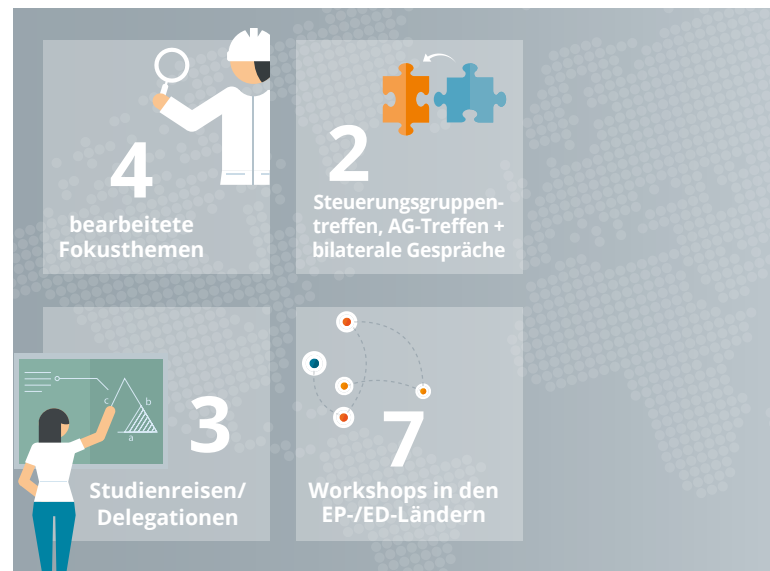 4
bearbeitete
Fokusthemen
2
Steuerungsgruppen-
treffen, AG-Treffen +
bilaterale Gespräche
c
b
a
3
Studienreisen/
Delegationen
7
Workshops in den
EP-/ED-Ländern